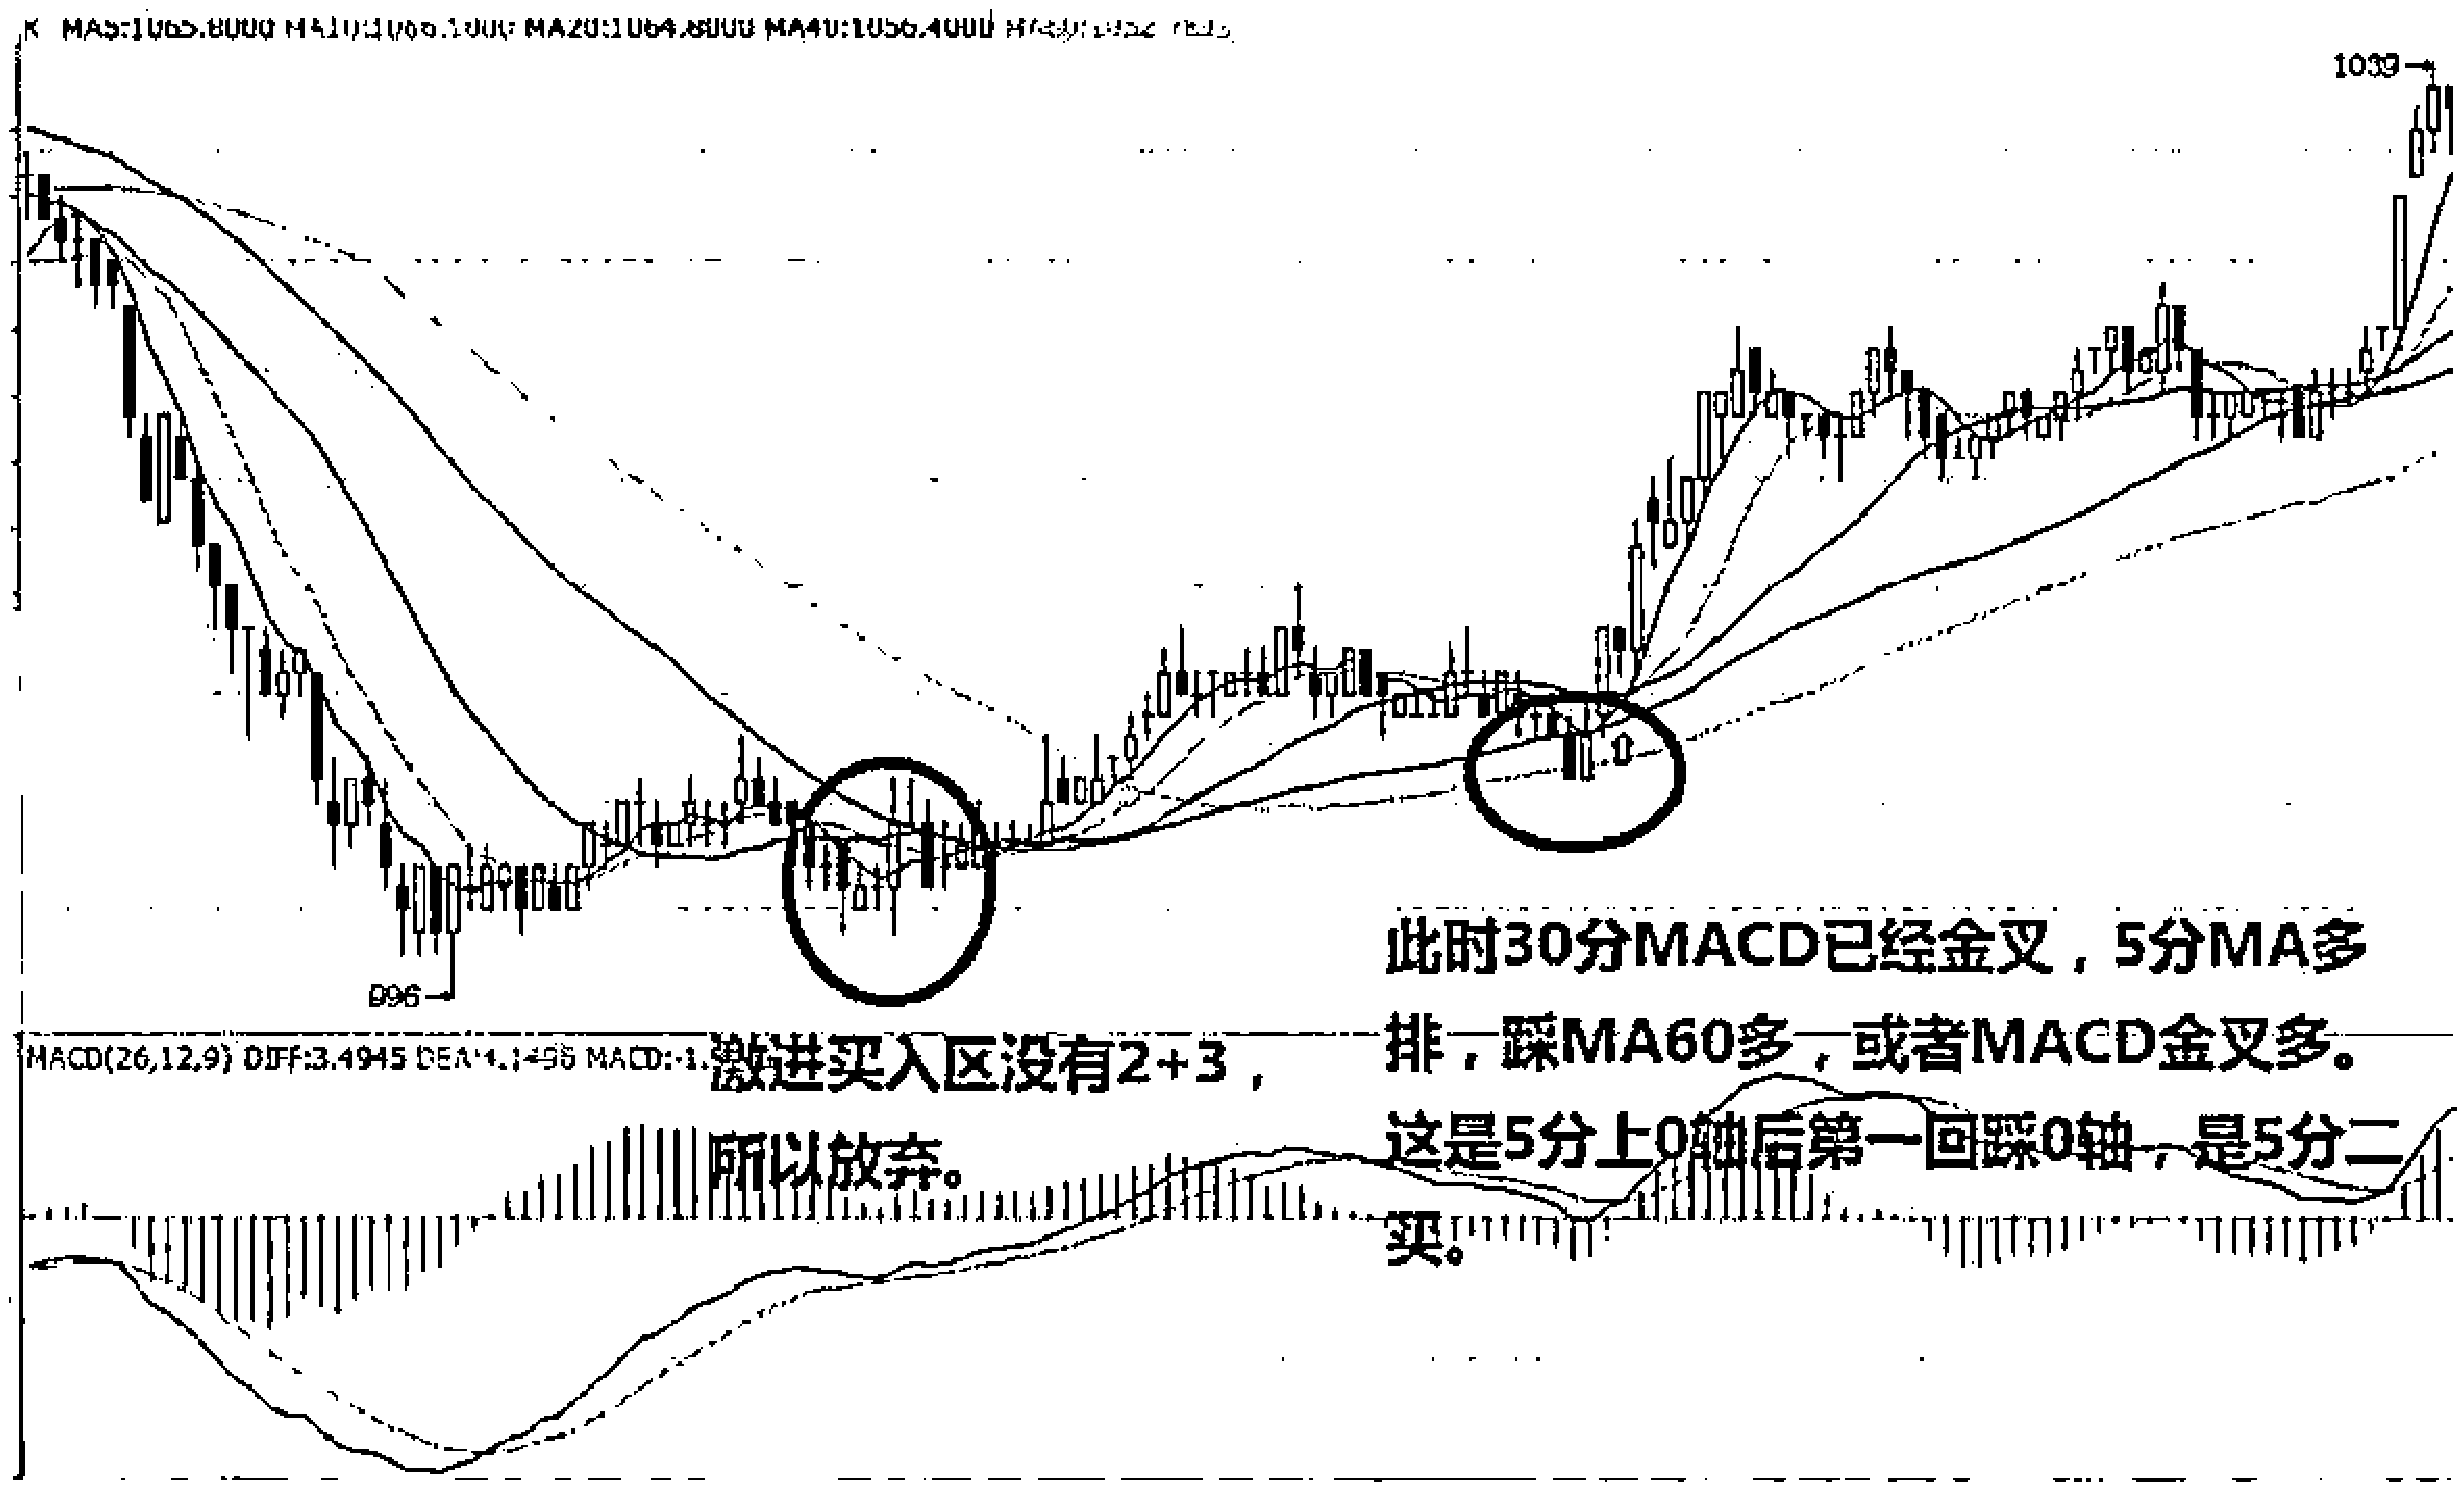 K MA5:1065.8000 MA10:1066.1000 MA20:1064.8000 MA40:1056.4000
1039
996
此时30分MACD已经金叉，5分MA多
排，踩MA60多，或者MACD金叉多。
这是5分上0轴后第一回踩0轴，是5分二
买。
MACD(26,12,9) DIFF:3.4945 MACD:-1.
激进买入区没有2+3，
所以放弃。